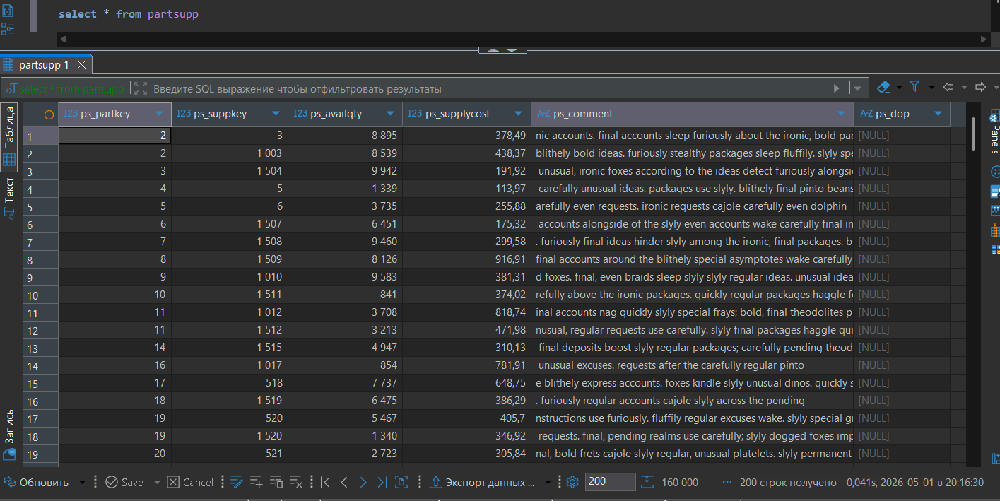 select * from partsupp
partsupp 1
select * from partsupp Введите SQL выражение чтобы отфильтровать результаты
Таблица
Текст
Запись
Panels
123 ps_partkey 123 ps_suppkey 123 ps_availqty 123 ps_supplycost A-Z ps_comment A-Z ps_dop
1 2 3 8 895 378,49 nic accounts. final accounts sleep furiously about the ironic, bold pac [NULL]
2 2 1 003 8 539 438,37 blithely bold ideas. furiously stealthy packages sleep fluffily. slyly spe [NULL]
3 3 1 504 9 942 191,92 unusual, ironic foxes according to the ideas detect furiously alongsi [NULL]
4 4 5 1 339 113,97 carefully unusual ideas. packages use slyly. blithely final pinto beans [NULL]
5 5 6 3 735 255,88 arefully even requests. ironic requests cajole carefully even dolphin [NULL]
6 6 1 507 6 451 175,32 accounts alongside of the slyly even accounts wake carefully final in [NULL]
7 7 1 508 9 460 299,58 . furiously final ideas hinder slyly among the ironic, final packages. b [NULL]
8 8 1 509 8 126 916,91 final accounts around the blithely special asymptotes wake carefully [NULL]
9 9 1 010 9 583 381,31 d foxes. final, even braids sleep slyly slyly regular ideas. unusual idea [NULL]
10 10 1 511 841 374,02 refully above the ironic packages. quickly regular packages haggle f [NULL]
11 11 1 012 3 708 818,74 inal accounts nag quickly slyly special frays; bold, final theodolites p [NULL]
12 11 1 512 3 213 471,98 nusual, regular requests use carefully. slyly final packages haggle qui [NULL]
13 14 1 515 4 947 310,13 final deposits boost slyly regular packages; carefully pending theod [NULL]
14 16 1 017 854 781,91 unusual excuses. requests after the carefully regular pinto [NULL]
15 17 518 7 737 648,75 e blithely express accounts. foxes kindle slyly unusual dinos. quickly s [NULL]
16 18 1 519 6 475 386,29 . furiously regular accounts cajole slyly across the pending [NULL]
17 19 520 5 467 405,7 nstructions use furiously. fluffily regular excuses wake. slyly special g [NULL]
18 19 1 520 1 340 346,92 requests. final, pending realms use carefully; slyly dogged foxes imp [NULL]
19 20 521 2 723 305,84 nal, bold frets cajole slyly regular, unusual platelets. slyly permanent [NULL]
Обновить Save Cancel Экспорт данных ... 200 160 000 ... 200 строк получено - 0,041s, 2026-05-01 в 20:16:30